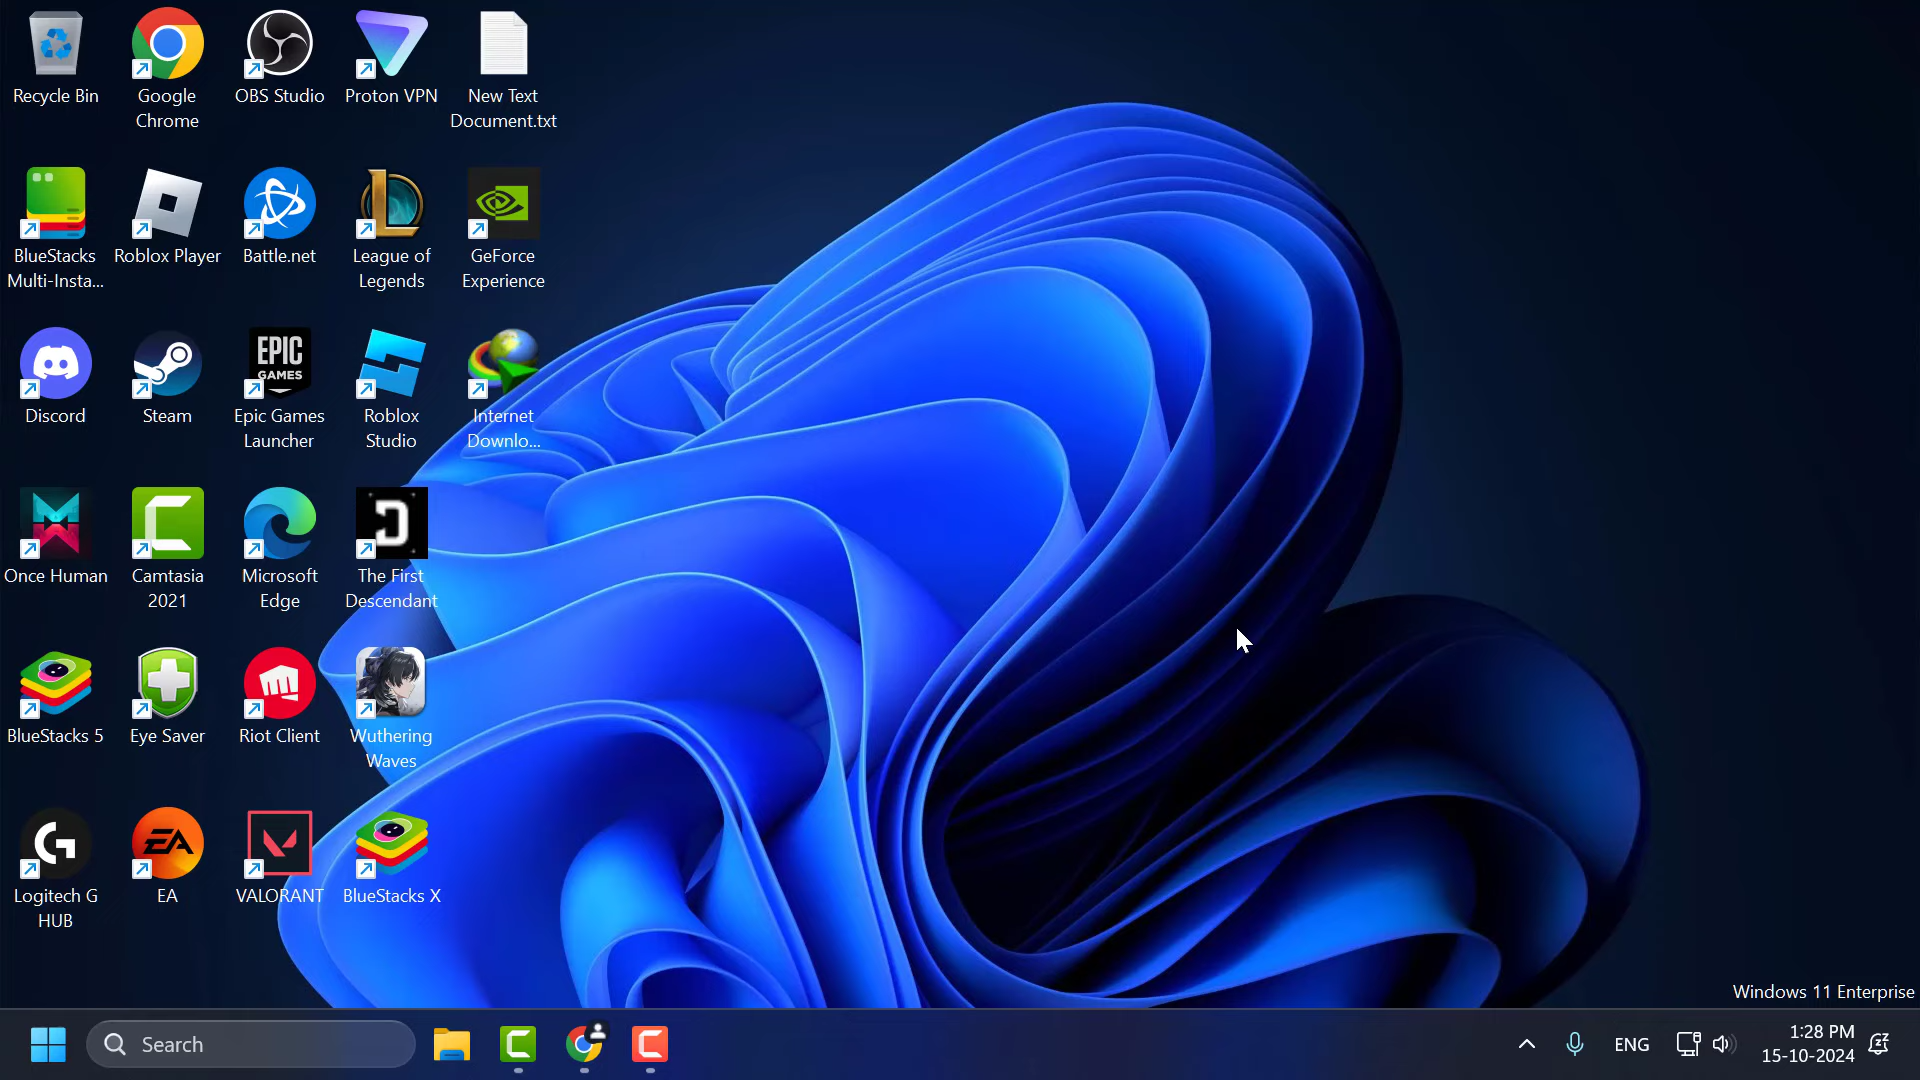 Recycle Bin
Google
Chrome
OBS Studio
Proton VPN
New Text
Document.txt
BlueStacks
Multi-Insta...
Roblox Player
Battle.net
League of
Legends
GeForce
Experience
Discord
Steam
EPIC
GAMES
Epic Games
Launcher
Roblox
Studio
Internet
Downlo...
Once Human
Camtasia
2021
Microsoft
Edge
The First
Descendant
BlueStacks 5
Eye Saver
Riot Client
Wuthering
Waves
Logitech G
HUB
EA
EA
VALORANT
BlueStacks X
Windows 11 Enterprise
Search
ENG
1:28 PM
15-10-2024